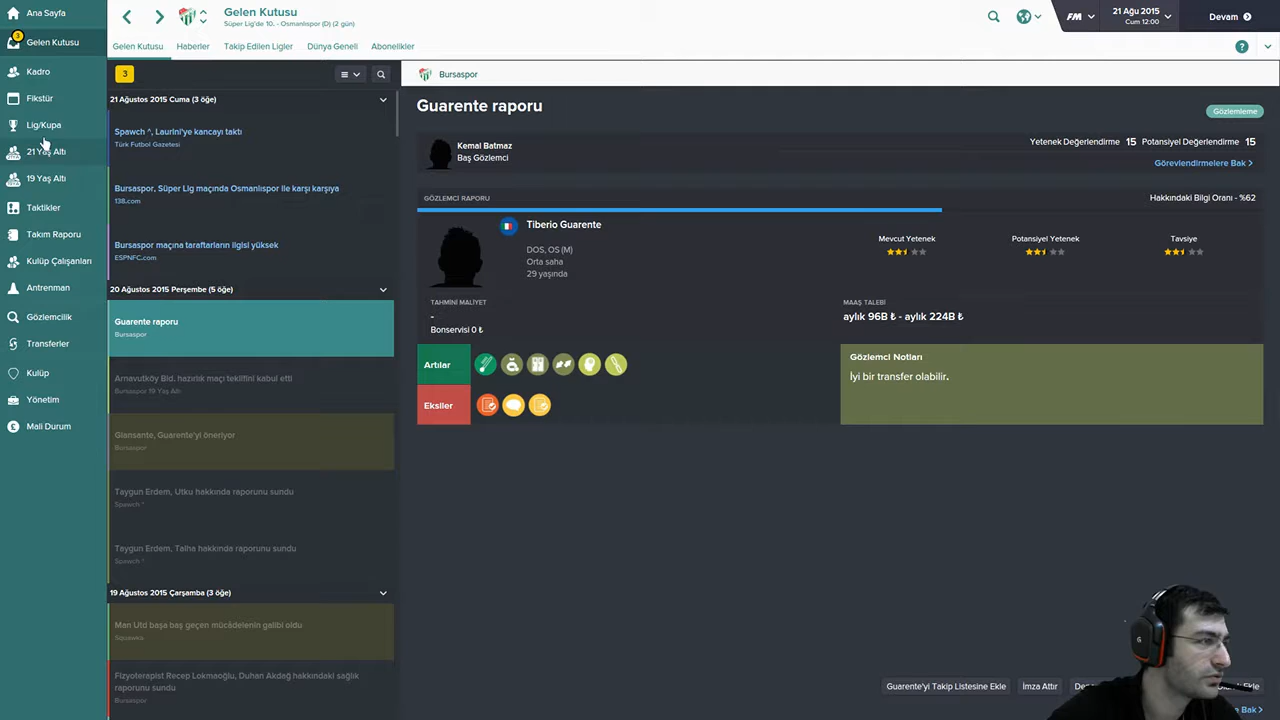 Ana Sayfa
3
Gelen Kutusu
Kadro
Fikstür
Lig/Kupa
21 Yaş Altı
19 Yaş Altı
Taktikler
Takım Raporu
Kulüp Çalışanları
Antrenman
Gözlemcilik
Transferler
Kulüp
Yönetim
Mali Durum
Gelen Kutusu
Süper Lig'de 10. - Osmanlıspor (D) (2 gün)
FM
21 Ağu 2015
Cum 12:00
Devam
Gelen Kutusu
Haberler
Takip Edilen Ligler
Dünya Geneli
Abonelikler
?
3
21 Ağustos 2015 Cuma (3 öğe)
Spawch ^, Laurini'ye kancayı taktı
Türk Futbol Gazetesi
Bursaspor, Süper Lig maçında Osmanlıspor ile karşı karşıya
138.com
Bursaspor maçına taraftarların ilgisi yüksek
ESPNFC.com
20 Ağustos 2015 Perşembe (5 öğe)
Guarente raporu
Bursaspor
Arnavutköy Bld. hazırlık maçı teklifini kabul etti
Bursaspor 19 Yaş Altı
Glansante, Guarente'yi öneriyor
Bursaspor
Taygun Erdem, Utku hakkında raporunu sundu
Spawch ^
Taygun Erdem, Talha hakkında raporunu sundu
Spawch ^
19 Ağustos 2015 Çarşamba (3 öğe)
Man Utd başa baş geçen mücadelenin galibi oldu
Squawka
Fizyoterapist Recep Lokmaoğlu, Duhan Akdağ hakkındaki sağlık
raporunu sundu
Bursaspor
Bursaspor
Guarente raporu
Gözlemleme
Kemal Batmaz
Baş Gözlemci
Yetenek Değerlendirme 15 Potansiyel Değerlendirme 15
Görevlendirmelere Bak >
GÖZLEMCİ RAPORU
Hakkındaki Bilgi Oranı - %62
Tiberio Guarente
DOS, OS (M)
Orta saha
29 yaşında
Mevcut Yetenek
Potansiyel Yetenek
Tavsiye
TAHMİNİ MALİYET
-
Bonservisi 0 ₺
MAAŞ TALEBİ
aylık 96B ₺ - aylık 224B ₺
Artılar
Eksiler
Gözlemci Notları
İyi bir transfer olabilir.
Guarente'yi Takip Listesine Ekle
İmza Attır
Ekle
Bak >